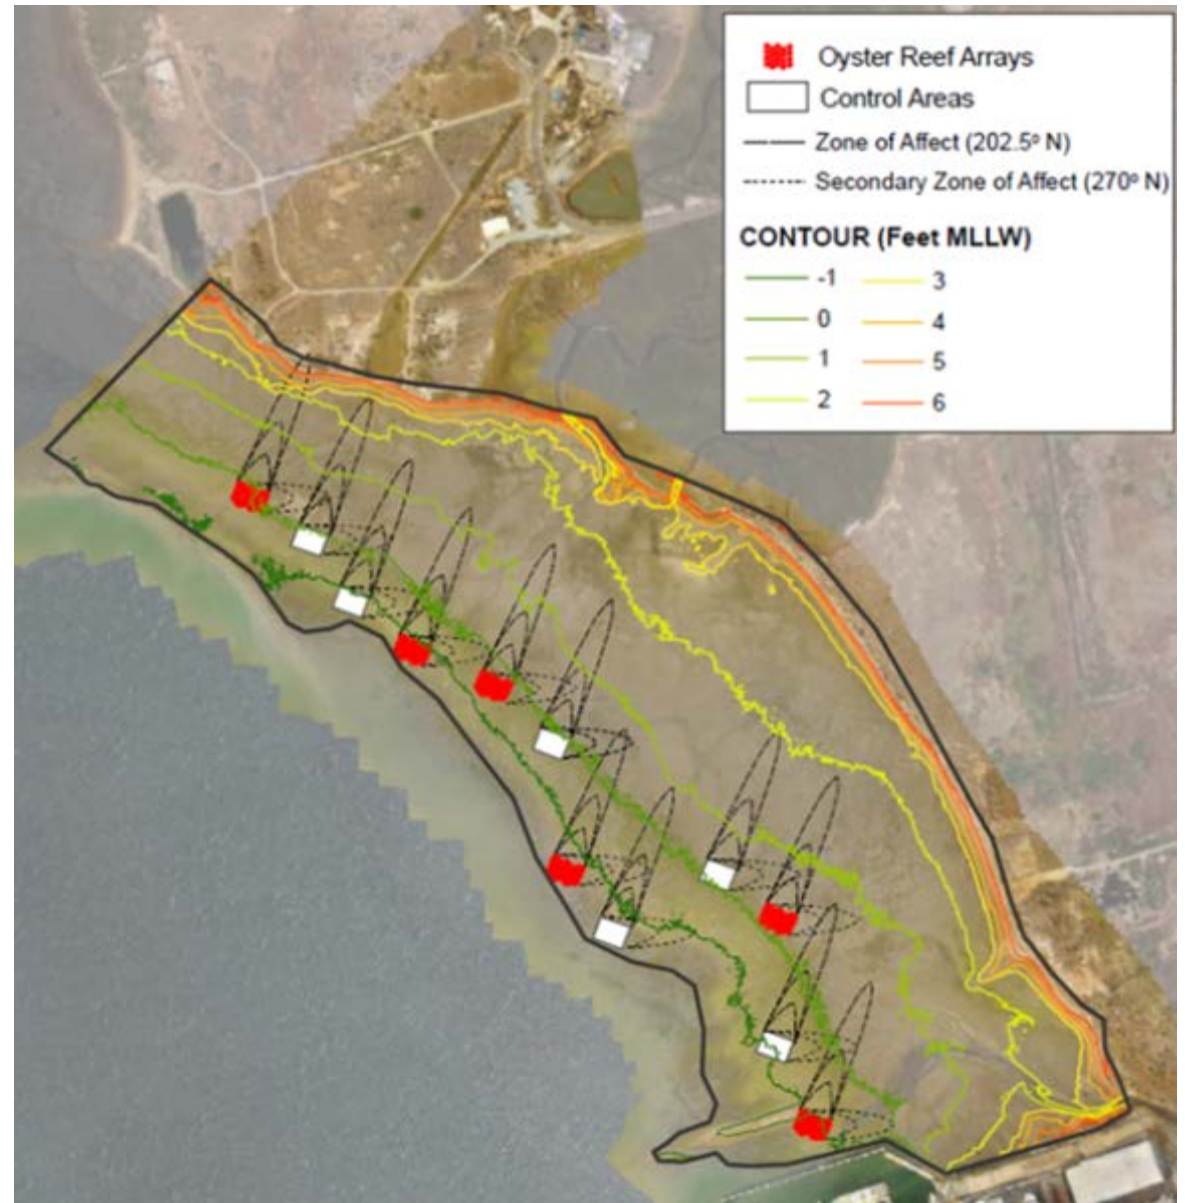 Oyster Reef Arrays
Control Areas
Zone of Affect (202.5º N)
Secondary Zone of Affect (270º N)
CONTOUR (Feet MLLW)
-1 3
0 4
1 5
2 6